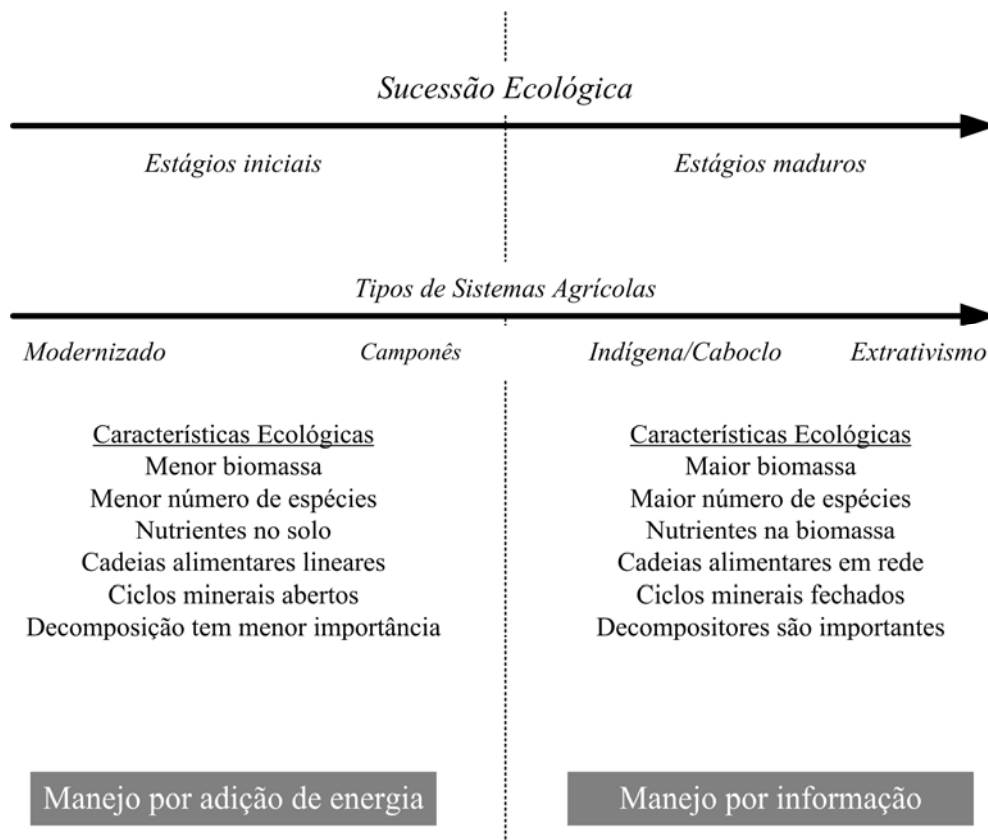 Sucessão Ecológica
Estágios iniciais
Estágios maduros
Tipos de Sistemas Agrícolas
Modernizado
Camponês
Indígena/Caboclo
Extrativismo
Características Ecológicas
Menor biomassa
Menor número de espécies
Nutrientes no solo
Cadeias alimentares lineares
Ciclos minerais abertos
Decomposição tem menor importância
Características Ecológicas
Maior biomassa
Maior número de espécies
Nutrientes na biomassa
Cadeias alimentares em rede
Ciclos minerais fechados
Decompositores são importantes
Manejo por adição de energia
Manejo por informação